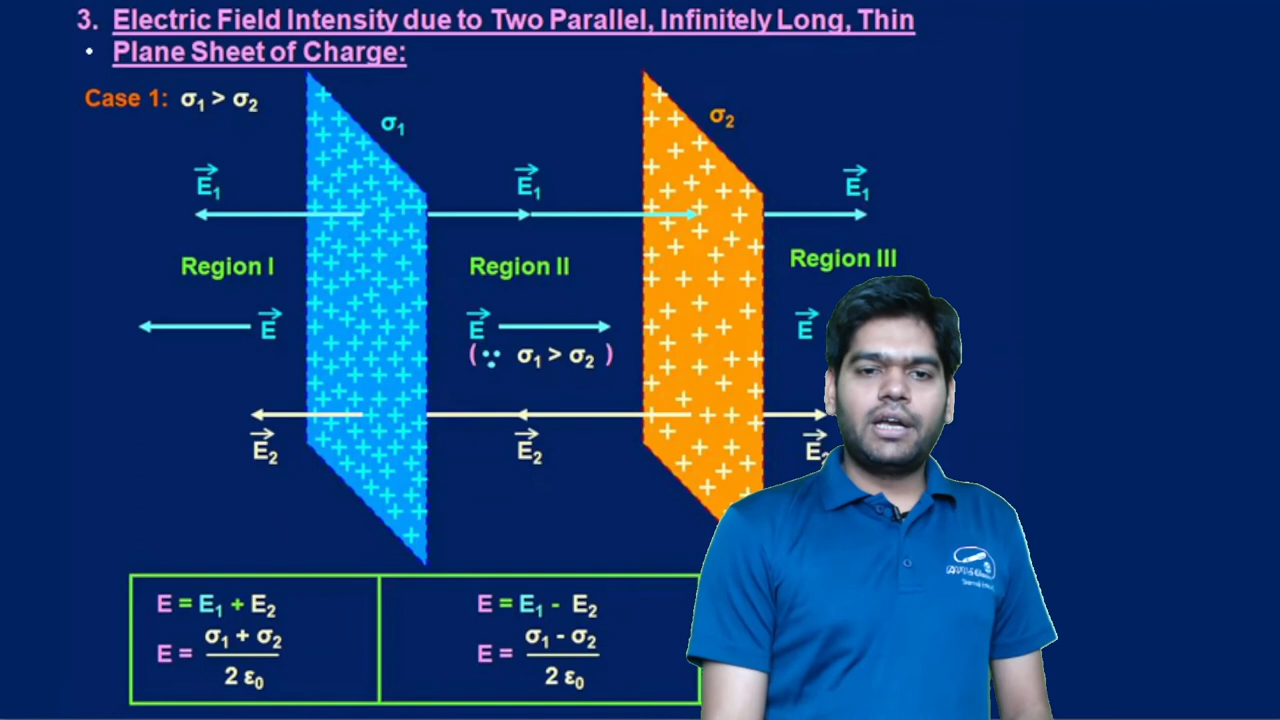 3. Electric Field Intensity due to Two Parallel, Infinitely Long, Thin
• Plane Sheet of Charge:
Case 1: σ₁ > σ₂
σ₁
σ₂
E₁ E₁ E₁
Region I Region II Region III
E E E
(∵ σ₁ > σ₂ )
E₂ E₂ E₂
E = E₁ + E₂ E = E₁ - E₂
E = (σ₁ + σ₂) / 2 ε₀ E = (σ₁ - σ₂) / 2 ε₀